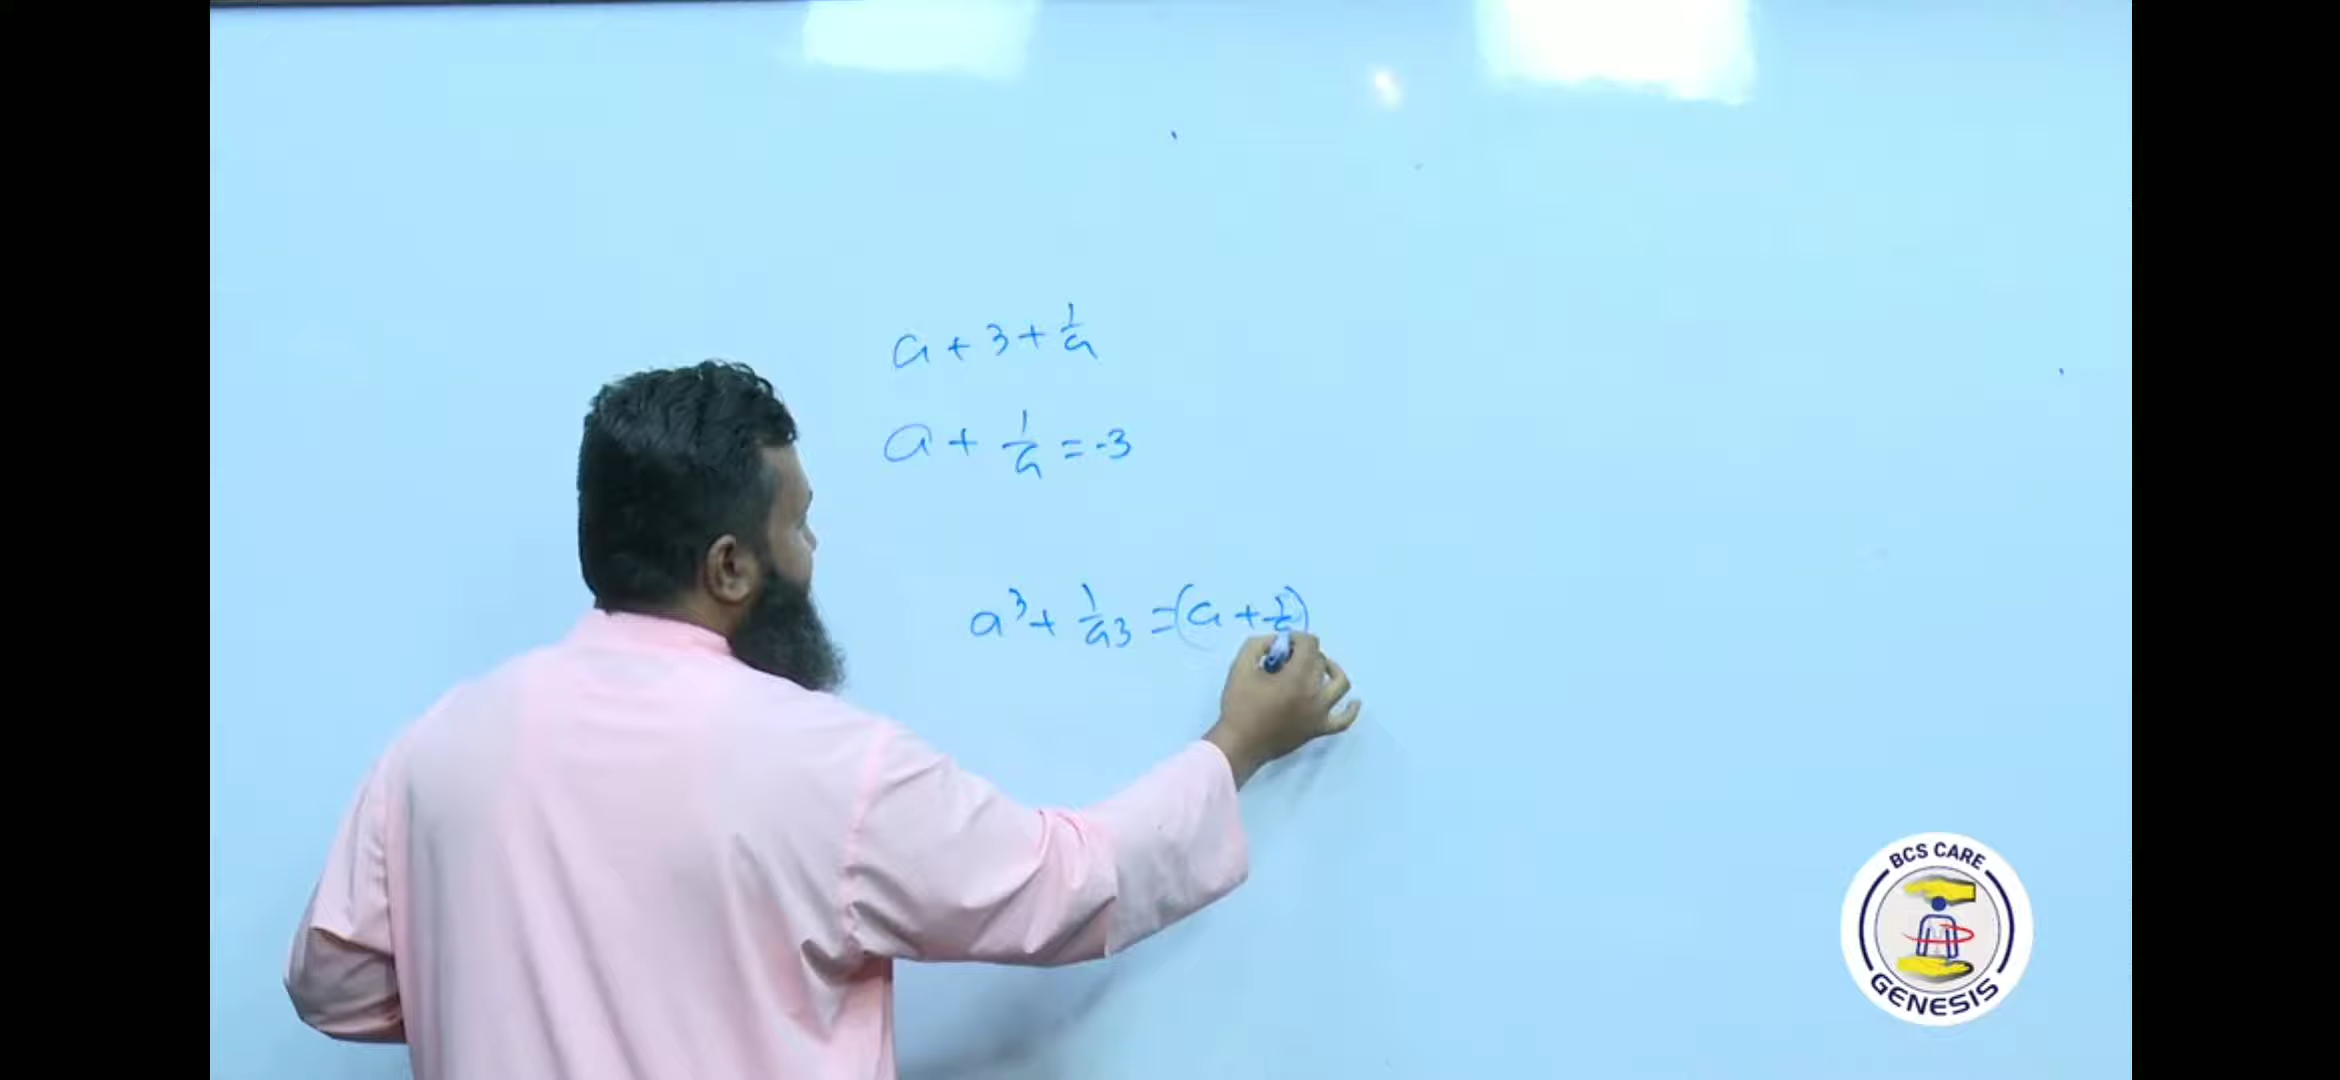 a + 3 + 1/a
a + 1/a = -3
a³ + 1/a³ = (a + 1/a)
BCS CARE
GENESIS